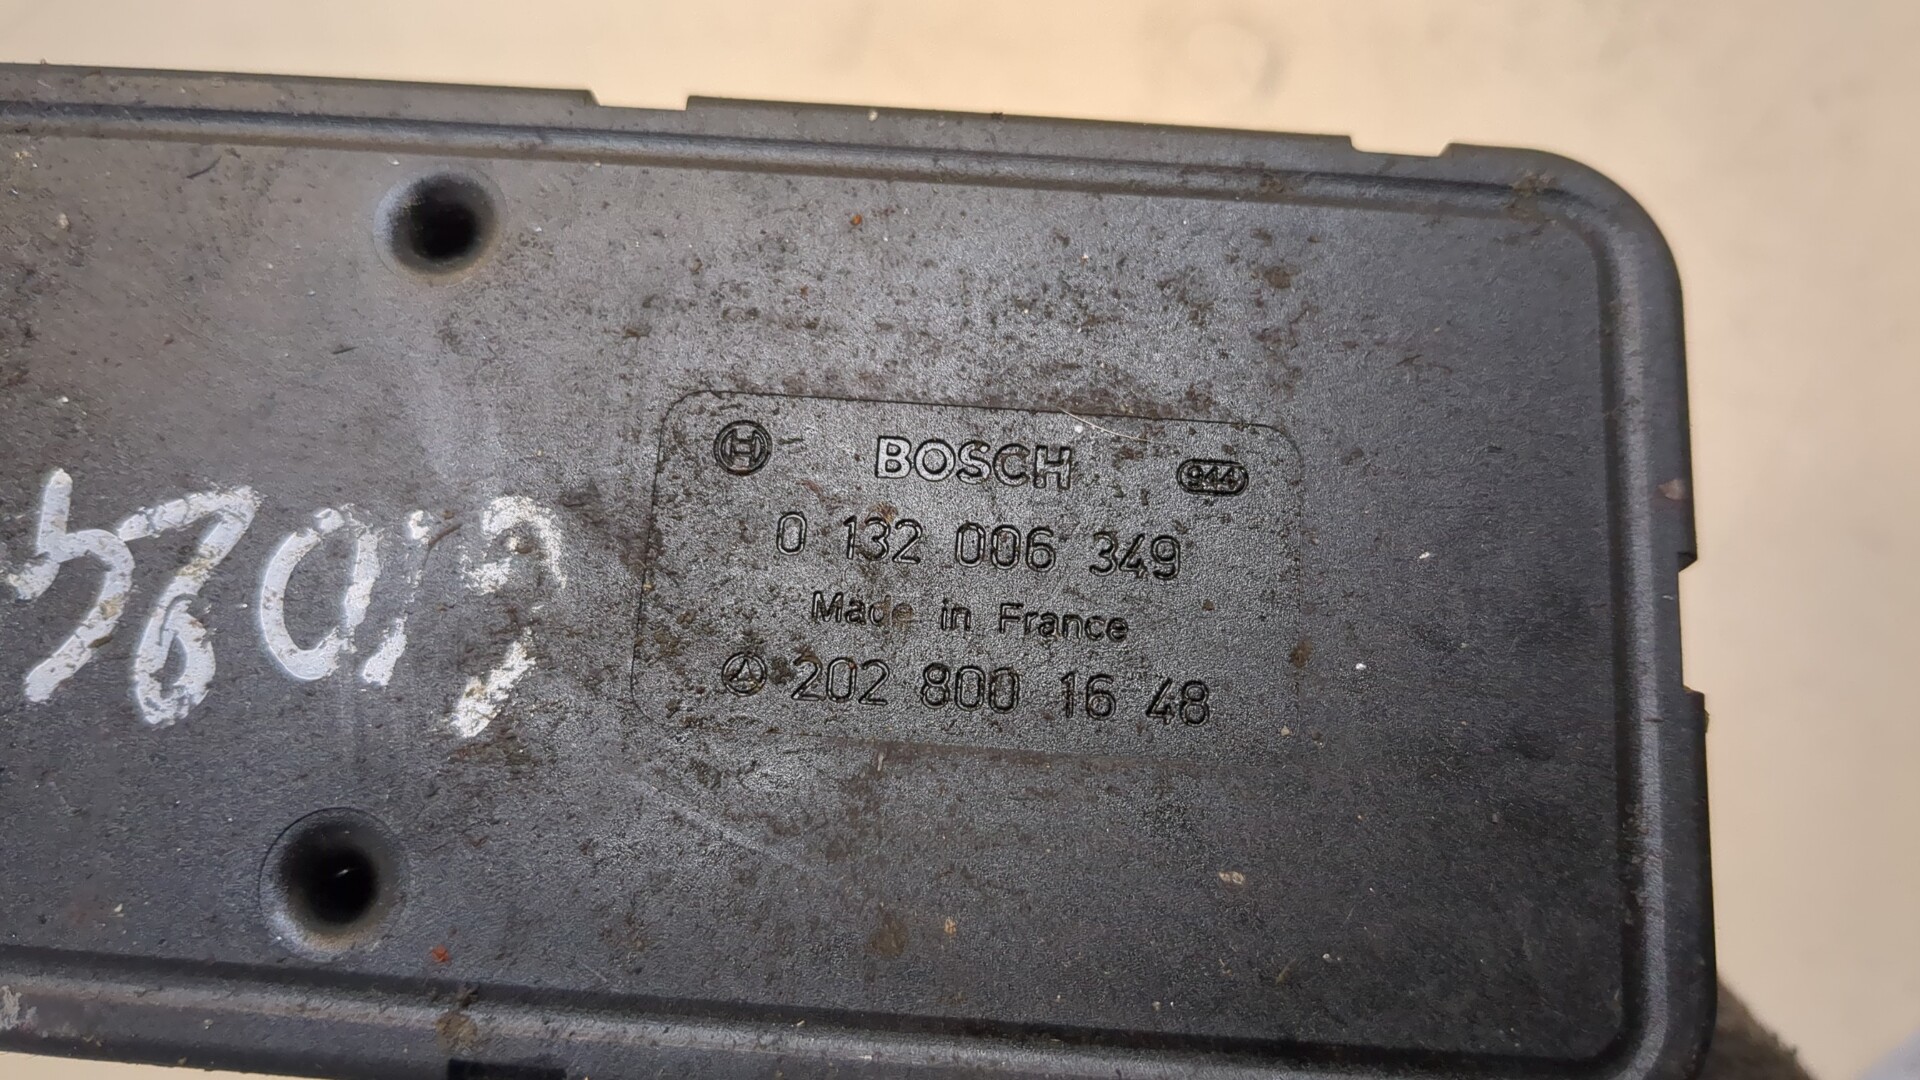 BOSCH 944
0 132 006 349
Made in France
202 800 16 48